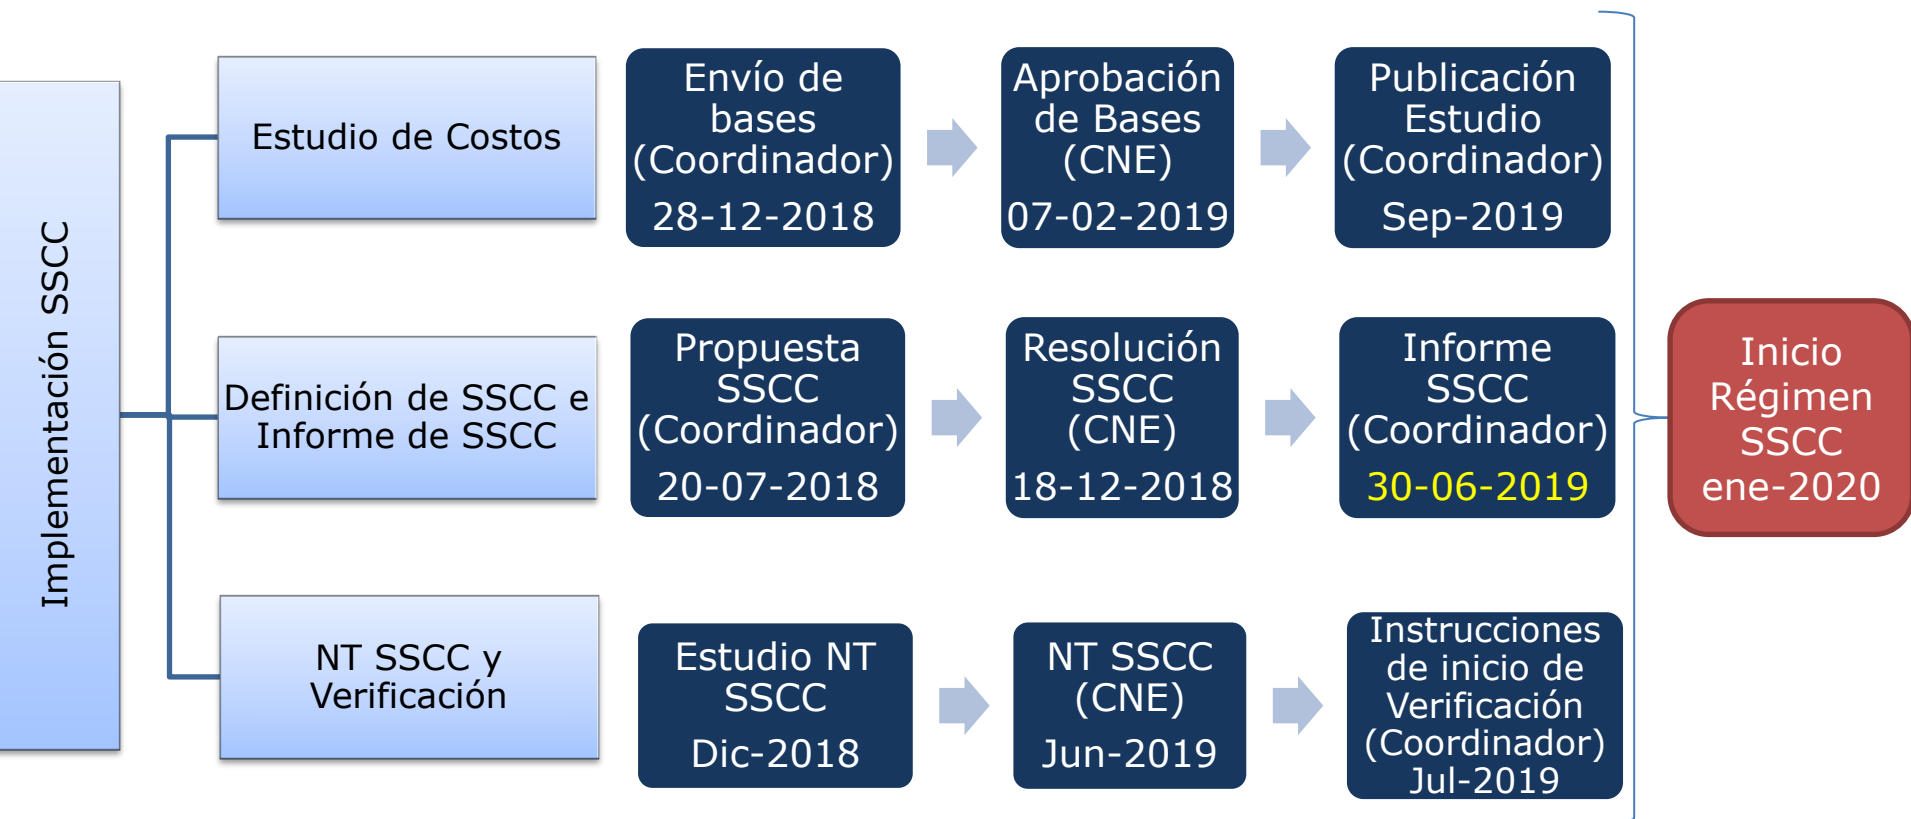 Implementación SSCC
Estudio de Costos
Envío de
bases
(Coordinador)
28-12-2018
Aprobación
de Bases
(CNE)
07-02-2019
Publicación
Estudio
(Coordinador)
Sep-2019
Definición de SSCC e
Informe de SSCC
Propuesta
SSCC
(Coordinador)
20-07-2018
Resolución
SSCC
(CNE)
18-12-2018
Informe
SSCC
(Coordinador)
30-06-2019
NT SSCC y
Verificación
Estudio NT
SSCC
Dic-2018
NT SSCC
(CNE)
Jun-2019
Instrucciones
de inicio de
Verificación
(Coordinador)
Jul-2019
Inicio
Régimen
SSCC
ene-2020